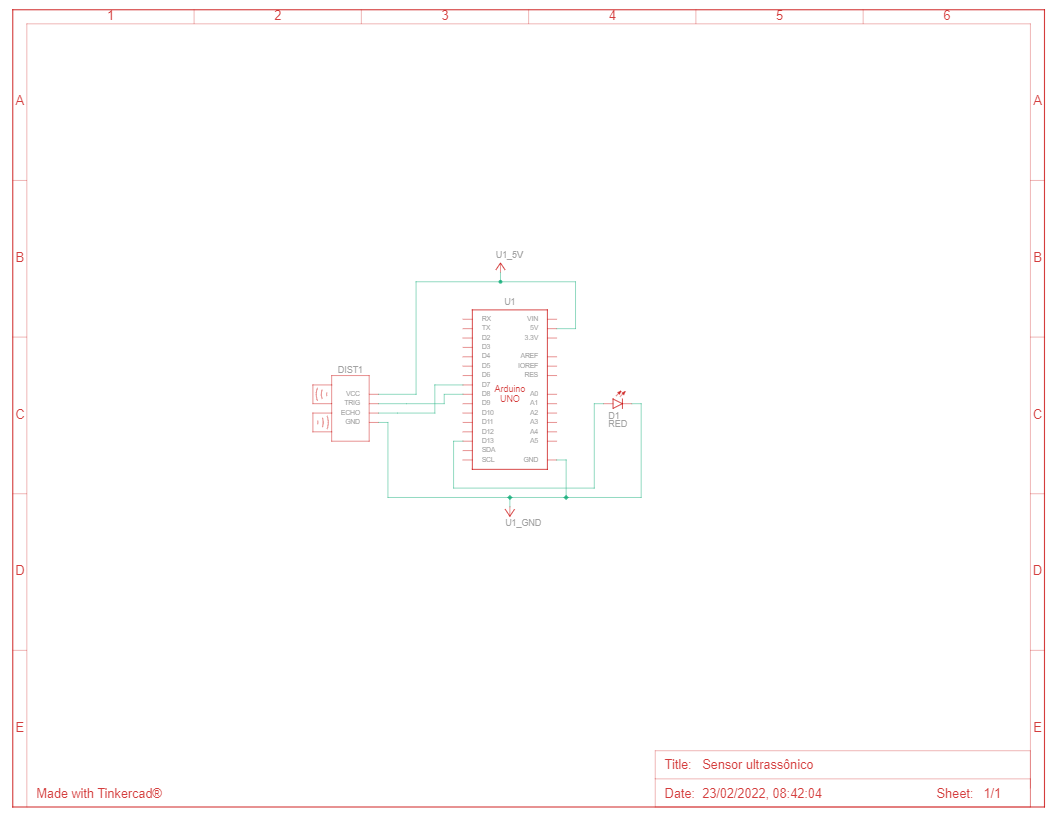 1 2 3 4 5 6
A A
B B
U1_5V
U1
RX VIN
TX 5V
D2 3.3V
D3
D4 AREF
D5 IOREF
D6 RES
D7
D8 A0
D9 A1
D10 A2
D11 A3
D12 A4
D13 A5
SDA
SCL GND
Arduino
UNO
DIST1
VCC
TRIG
ECHO
GND
C C
D1
RED
U1_GND
D D
E E
Title: Sensor ultrassônico
Made with Tinkercad®
Date: 23/02/2022, 08:42:04 Sheet: 1/1